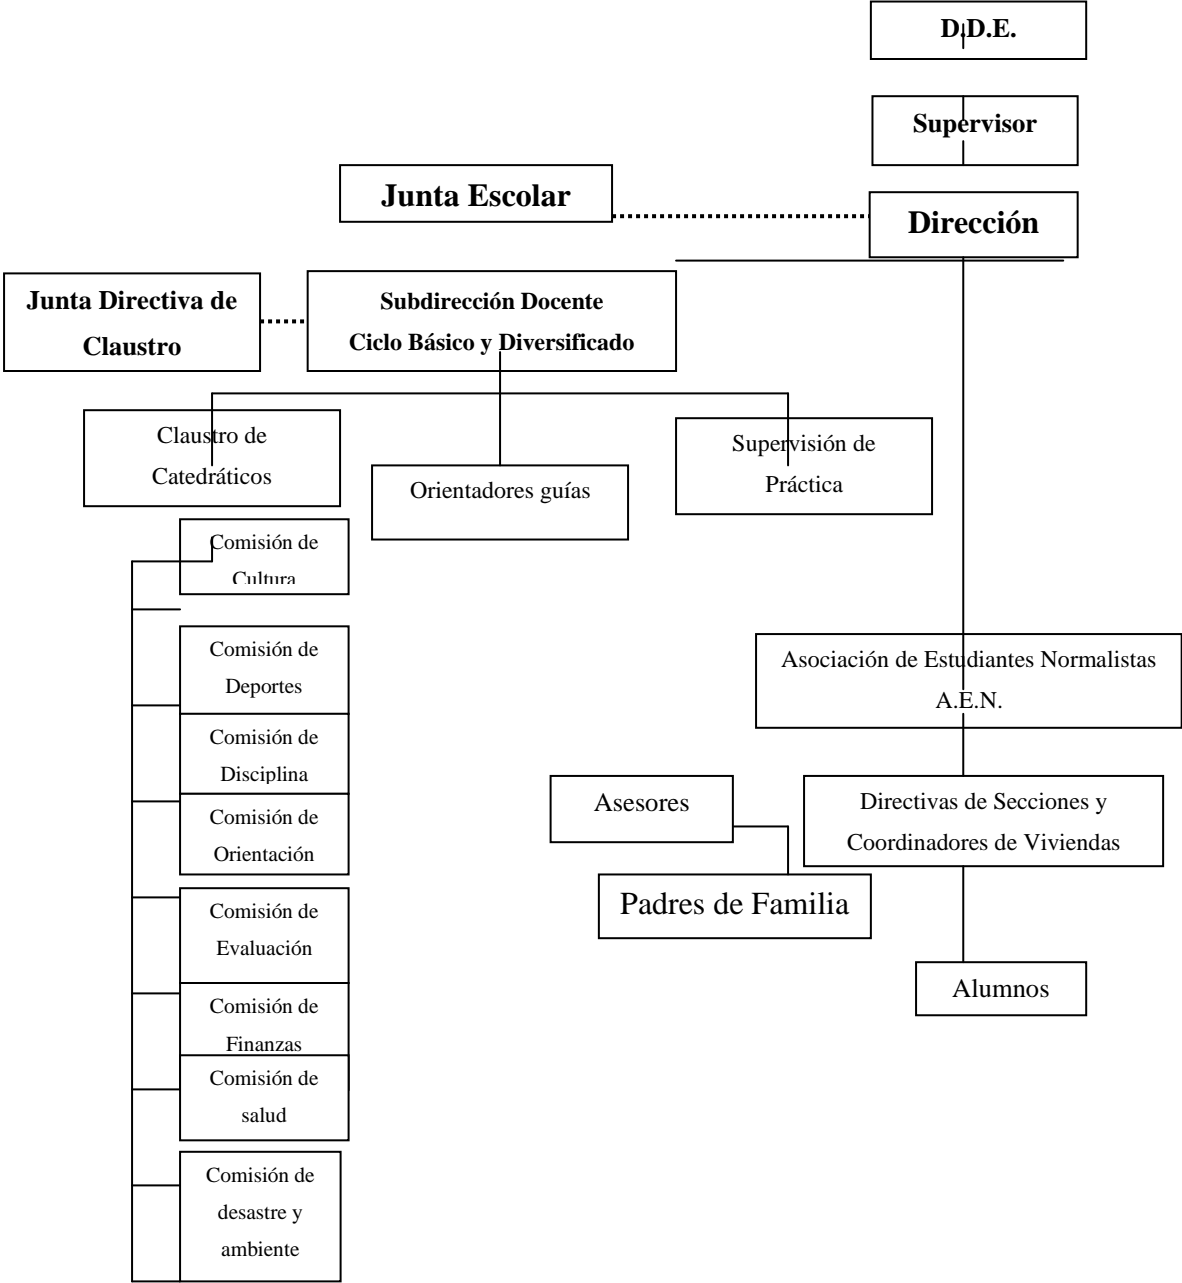 D.D.E.
Supervisor
Junta Escolar
Dirección
Junta Directiva de
Claustro
Subdirección Docente
Ciclo Básico y Diversificado
Claustro de
Catedráticos
Orientadores guías
Supervisión de
Práctica
Comisión de
Cultura
Comisión de
Deportes
Comisión de
Disciplina
Comisión de
Orientación
Comisión de
Evaluación
Comisión de
Finanzas
Comisión de
salud
Comisión de
desastre y
ambiente
Asociación de Estudiantes Normalistas
A.E.N.
Asesores
Directivas de Secciones y
Coordinadores de Viviendas
Padres de Familia
Alumnos